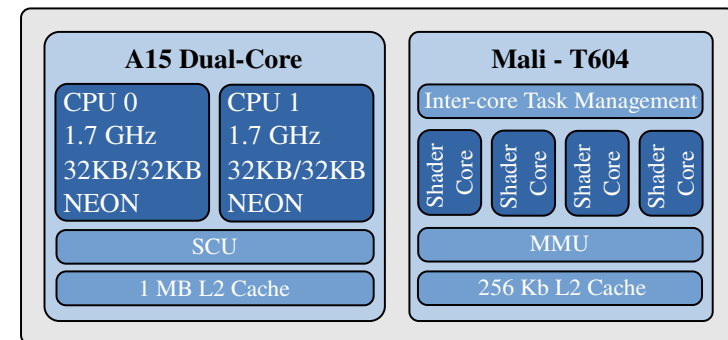 A15 Dual-Core
CPU 0
1.7 GHz
32KB/32KB
NEON
CPU 1
1.7 GHz
32KB/32KB
NEON
SCU
1 MB L2 Cache
Mali - T604
Inter-core Task Management
Shader
Core
Shader
Core
Shader
Core
Shader
Core
MMU
256 Kb L2 Cache